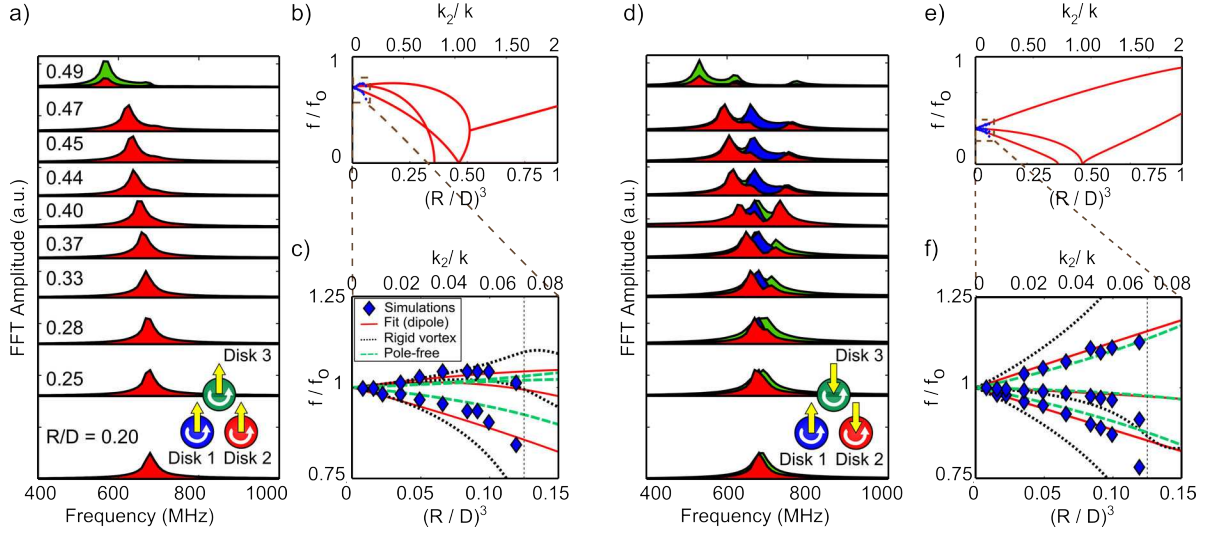 a)
FFT Amplitude (a.u.)
0.49
0.47
0.45
0.44
0.40
0.37
0.33
0.28
0.25
R/D = 0.20
Disk 3
Disk 1
Disk 2
400 600 800 1000
Frequency (MHz)
b)
k2/ k
0 0.50 1.00 1.50 2
f / fo
1
0
0 0.25 0.50 0.75 1
(R / D)3
c)
k2/ k
0 0.02 0.04 0.06 0.08
f / fo
1.25
1
0.75
Simulations
Fit (dipole)
Rigid vortex
Pole-free
0 0.05 0.10 0.15
(R / D)3
d)
FFT Amplitude (a.u.)
Disk 3
Disk 1
Disk 2
400 600 800 1000
Frequency (MHz)
e)
k2/ k
0 0.50 1.00 1.50 2
f / fo
1
0
0 0.25 0.50 0.75 1
(R / D)3
f)
k2/ k
0 0.02 0.04 0.06 0.08
f / fo
1.25
1
0.75
0 0.05 0.10 0.15
(R / D)3